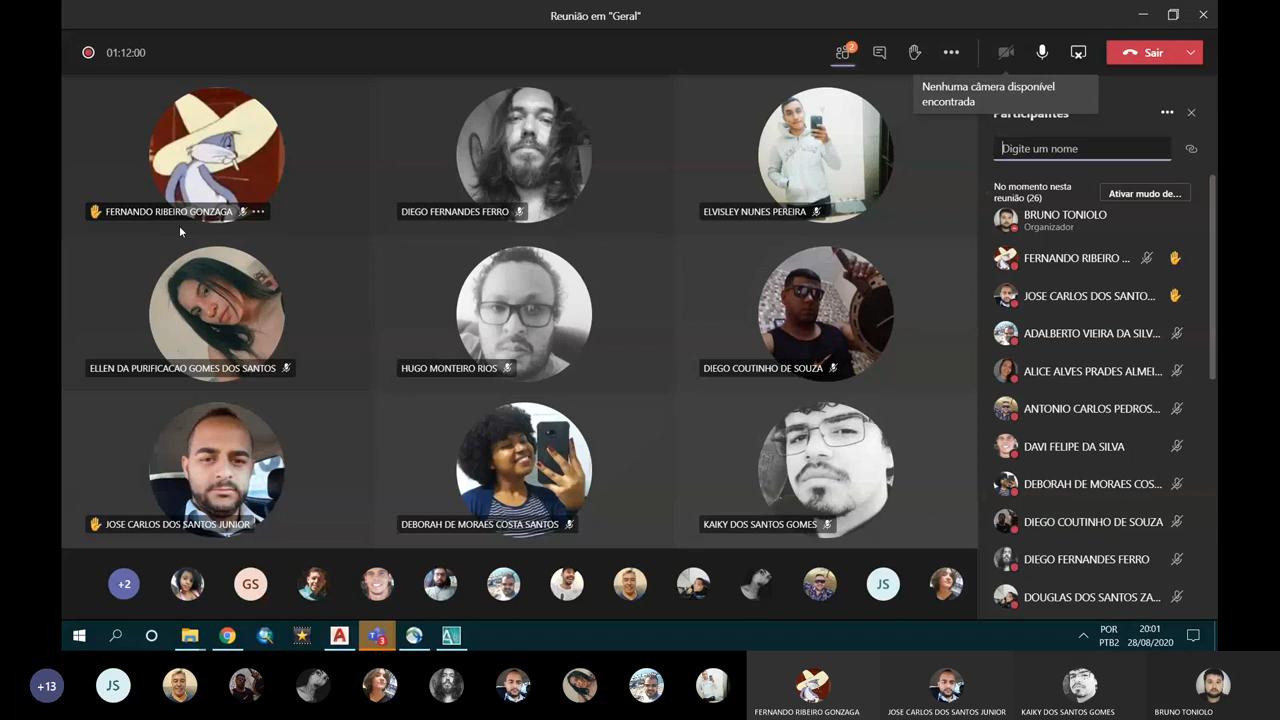 Reunião em "Geral"
01:12:00
2
Sair
Nenhuma câmera disponível
encontrada
Participantes
Digite um nome
No momento nesta
reunião (26)
Ativar mudo de...
BRUNO TONIOLO
Organizador
FERNANDO RIBEIRO ...
JOSE CARLOS DOS SANTO...
ADALBERTO VIEIRA DA SILV...
ALICE ALVES PRADES ALMEI...
ANTONIO CARLOS PEDROS...
DAVI FELIPE DA SILVA
DEBORAH DE MORAES COS...
DIEGO COUTINHO DE SOUZA
DIEGO FERNANDES FERRO
DOUGLAS DOS SANTOS ZA...
FERNANDO RIBEIRO GONZAGA
DIEGO FERNANDES FERRO
ELVISLEY NUNES PEREIRA
ELLEN DA PURIFICACAO GOMES DOS SANTOS
HUGO MONTEIRO RIOS
DIEGO COUTINHO DE SOUZA
JOSE CARLOS DOS SANTOS JUNIOR
DEBORAH DE MORAES COSTA SANTOS
KAIKY DOS SANTOS GOMES
+2
GS
JS
A
3
POR
PTB2
20:01
28/08/2020
+13
JS
FERNANDO RIBEIRO GONZAGA
JOSE CARLOS DOS SANTOS JUNIOR
KAIKY DOS SANTOS GOMES
BRUNO TONIOLO